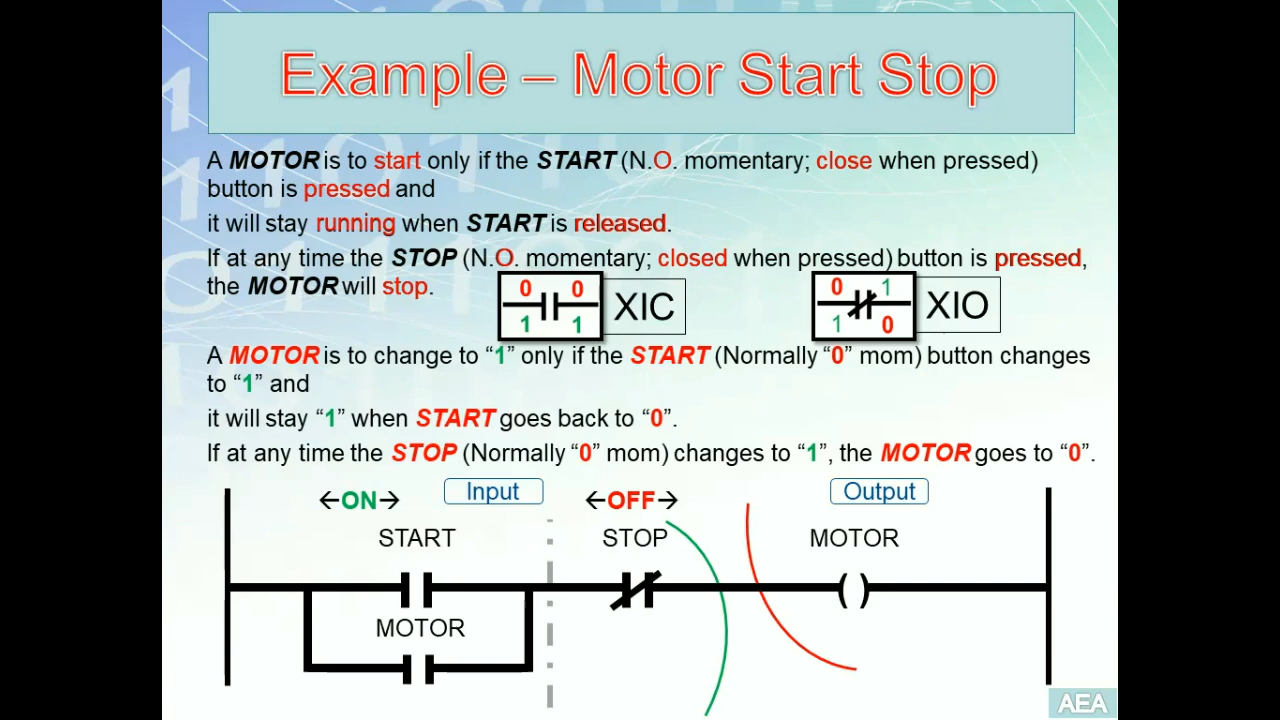 Example – Motor Start Stop
A MOTOR is to start only if the START (N.O. momentary; close when pressed)
button is pressed and
it will stay running when START is released.
If at any time the STOP (N.O. momentary; closed when pressed) button is pressed,
the MOTOR will stop.
0 0
1 1
XIC
0 1
1 0
XIO
A MOTOR is to change to “1” only if the START (Normally “0” mom) button changes
to “1” and
it will stay “1” when START goes back to “0”.
If at any time the STOP (Normally “0” mom) changes to “1”, the MOTOR goes to “0”.
←ON→ Input ←OFF→ Output
START STOP MOTOR
MOTOR
AEA